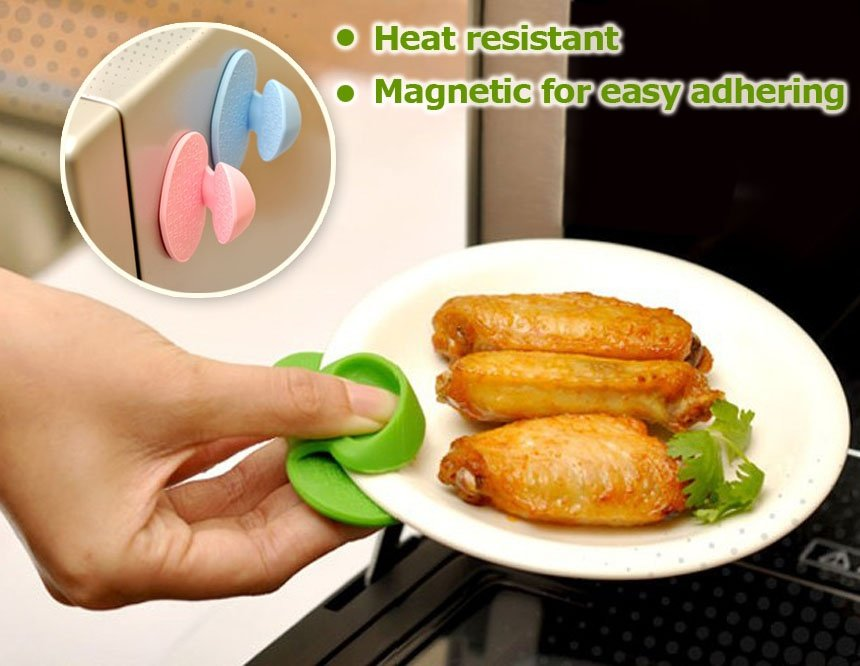 • Heat resistant
• Magnetic for easy adhering